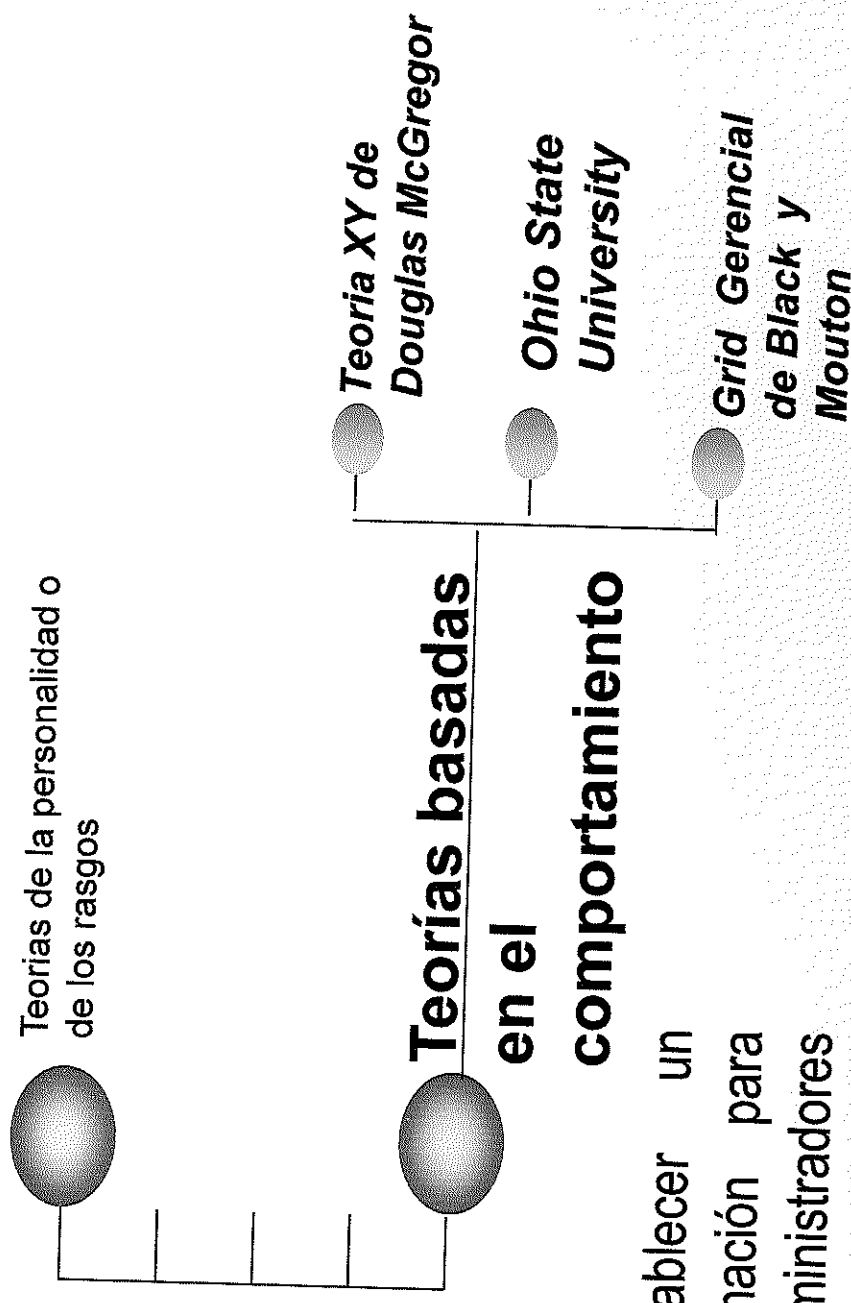 Teorias de la personalidad o
de los rasgos
Teorías basadas
en el
comportamiento
Teoria XY de
Douglas McGregor
Ohio State
University
Grid Gerencial
de Black y
Mouton
ablecer un
nación para
ministradores